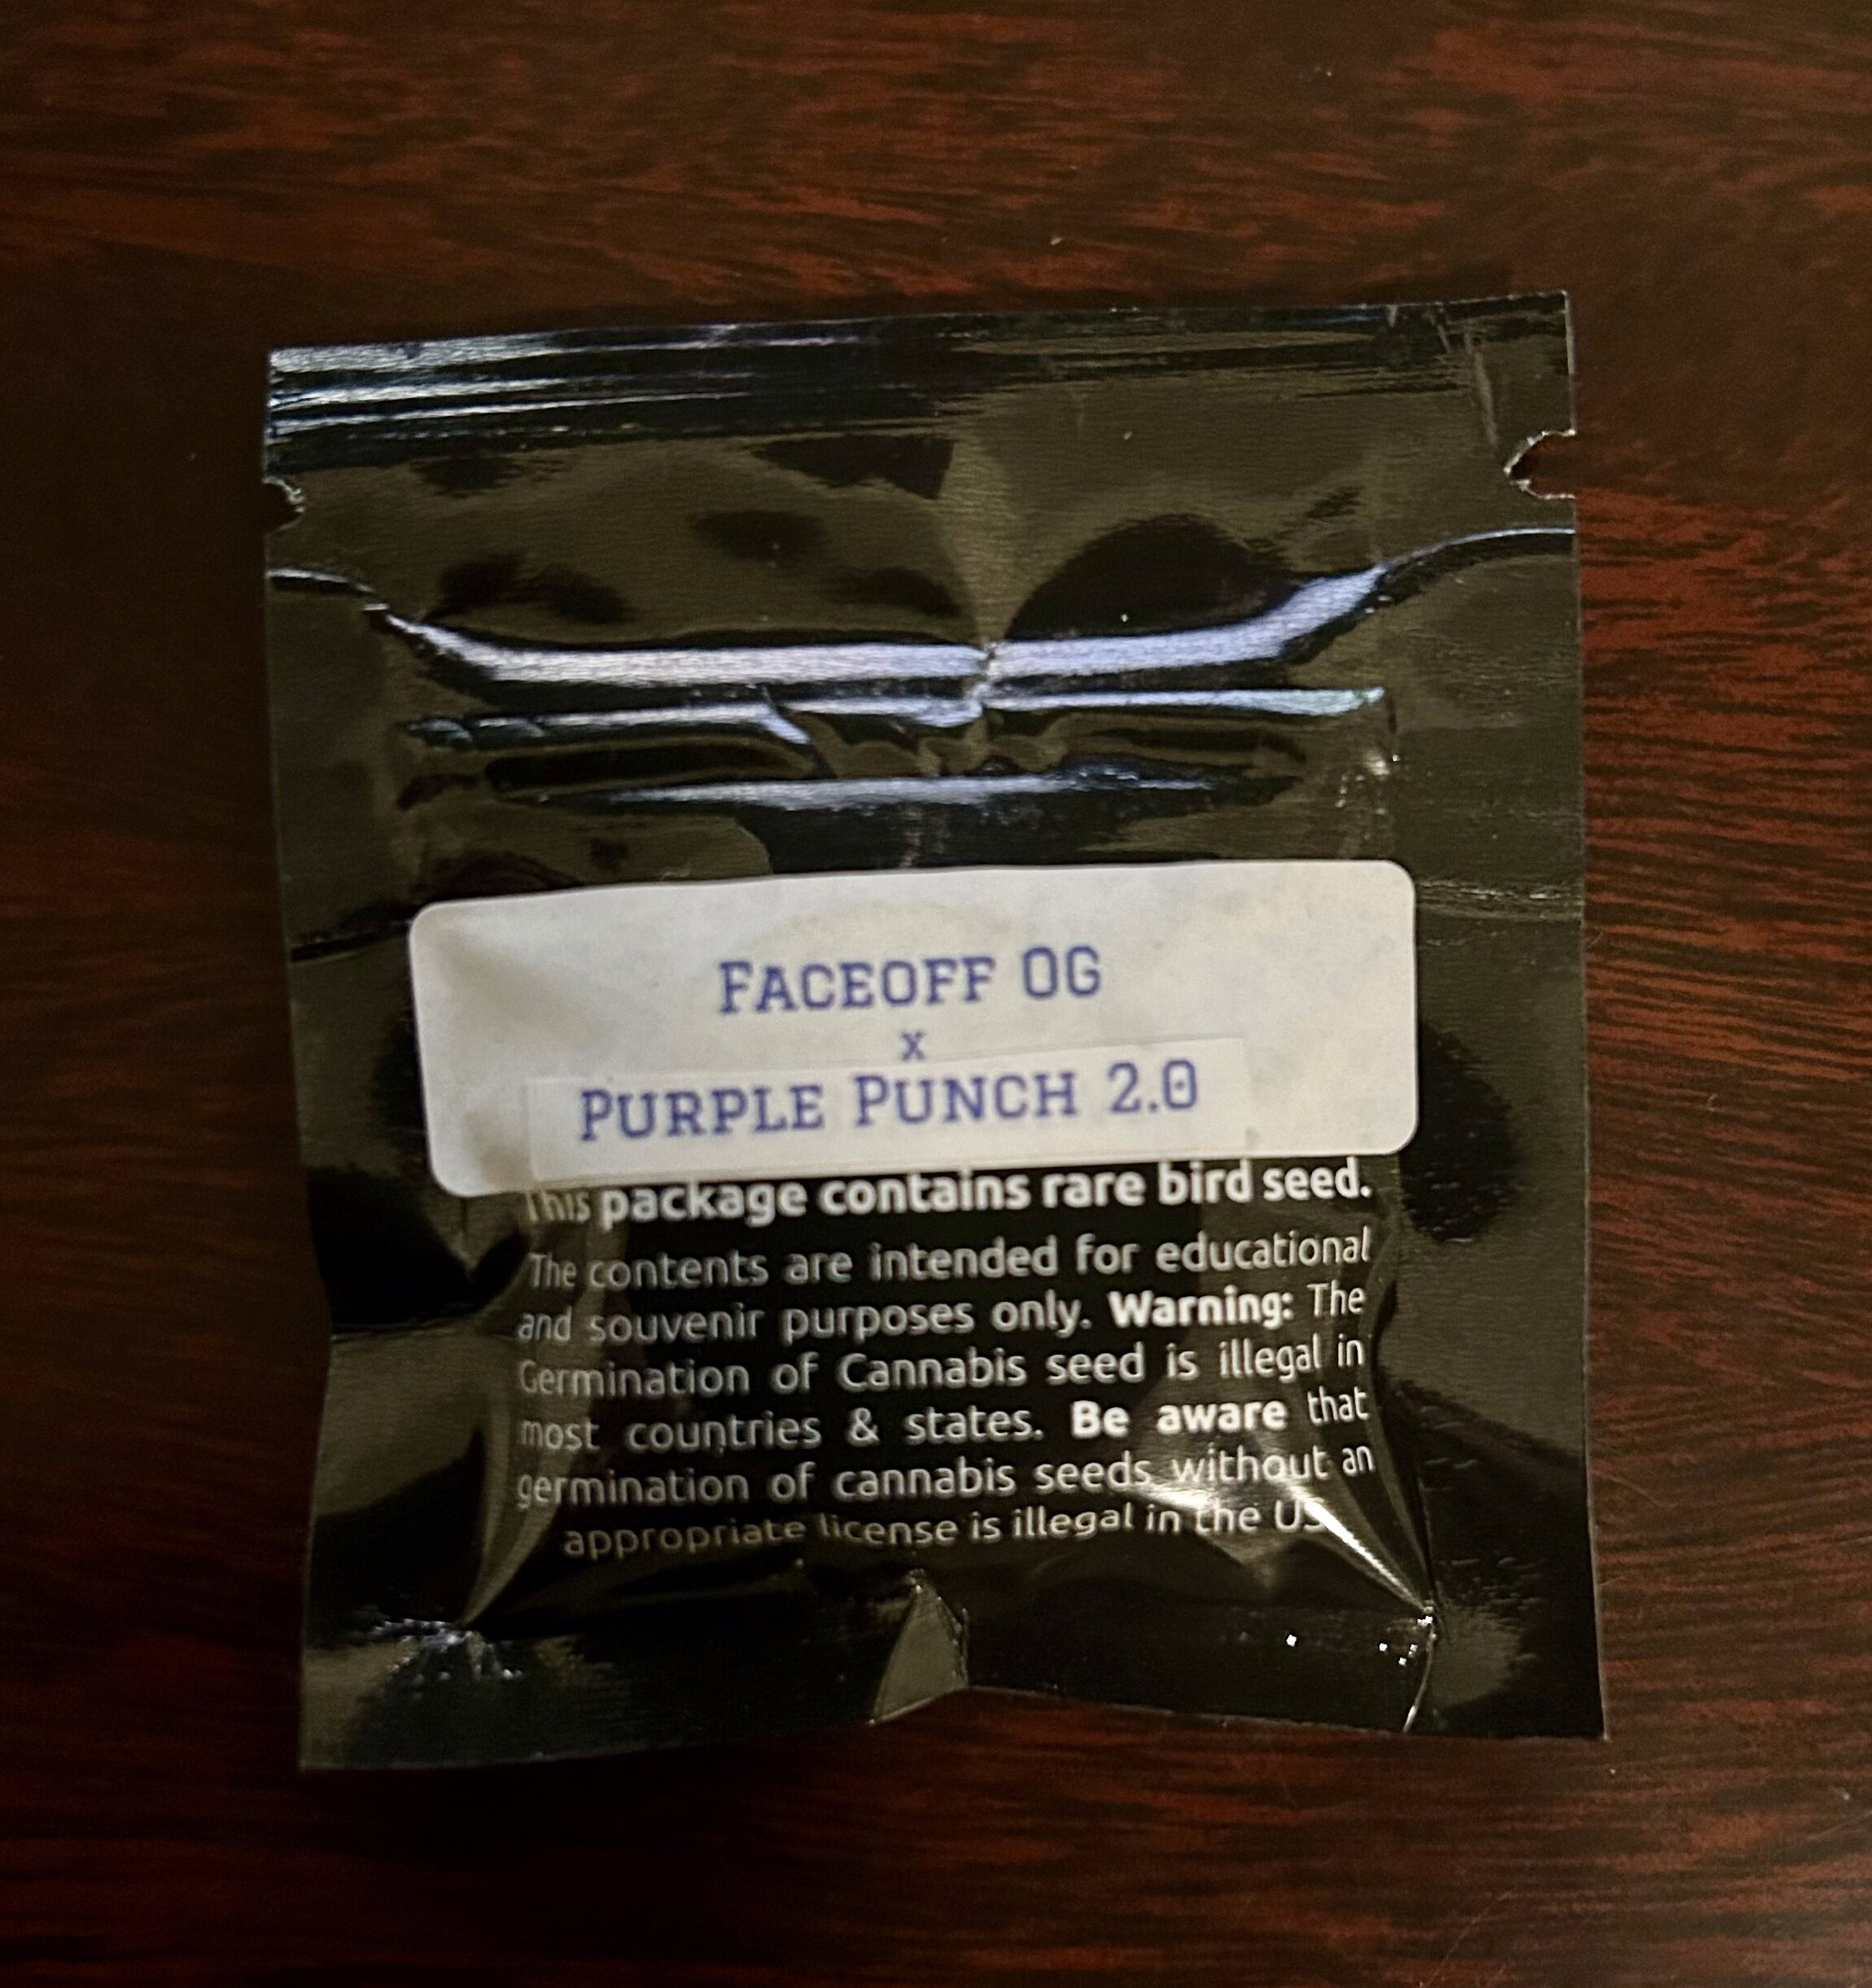 FACEOFF OG
x
PURPLE PUNCH 2.0
This package contains rare bird seed.
The contents are intended for educational
and souvenir purposes only. Warning: The
Germination of Cannabis seed is illegal in
most countries & states. Be aware that
germination of cannabis seeds without an
appropriate license is illegal in the US